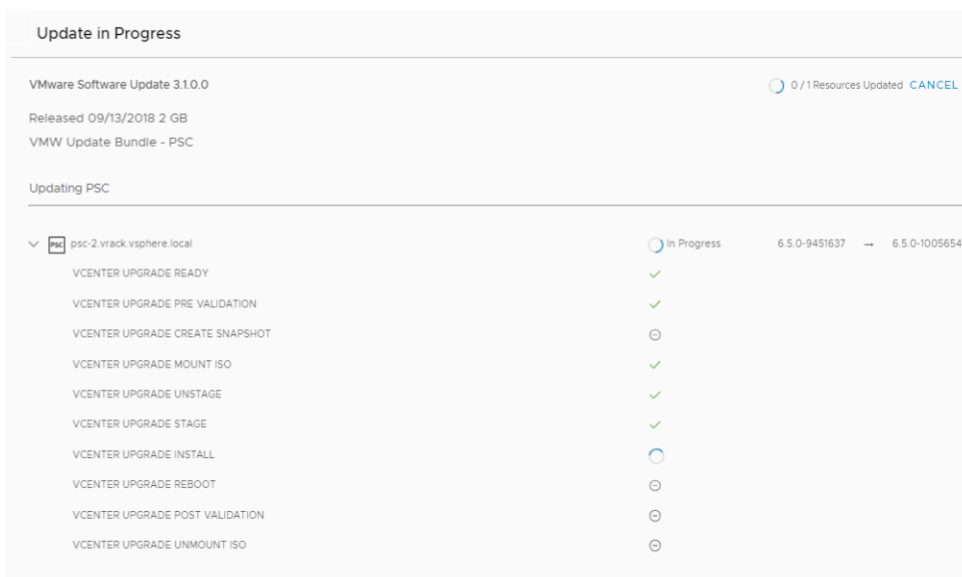 Update in Progress
VMware Software Update 3.1.0.0 0 / 1 Resources Updated CANCEL
Released 09/13/2018 2 GB
VMW Update Bundle - PSC
Updating PSC
PSC psc-2.vrack.vsphere.local In Progress 6.5.0-9451637 → 6.5.0-1005654
VCENTER UPGRADE READY
VCENTER UPGRADE PRE VALIDATION
VCENTER UPGRADE CREATE SNAPSHOT
VCENTER UPGRADE MOUNT ISO
VCENTER UPGRADE UNSTAGE
VCENTER UPGRADE STAGE
VCENTER UPGRADE INSTALL
VCENTER UPGRADE REBOOT
VCENTER UPGRADE POST VALIDATION
VCENTER UPGRADE UNMOUNT ISO